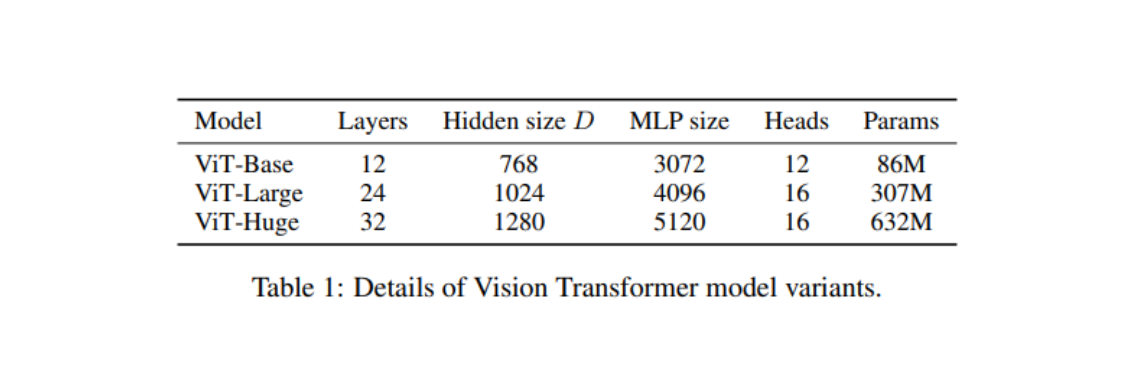 Model Layers Hidden size D MLP size Heads Params
ViT-Base 12 768 3072 12 86M
ViT-Large 24 1024 4096 16 307M
ViT-Huge 32 1280 5120 16 632M
Table 1: Details of Vision Transformer model variants.